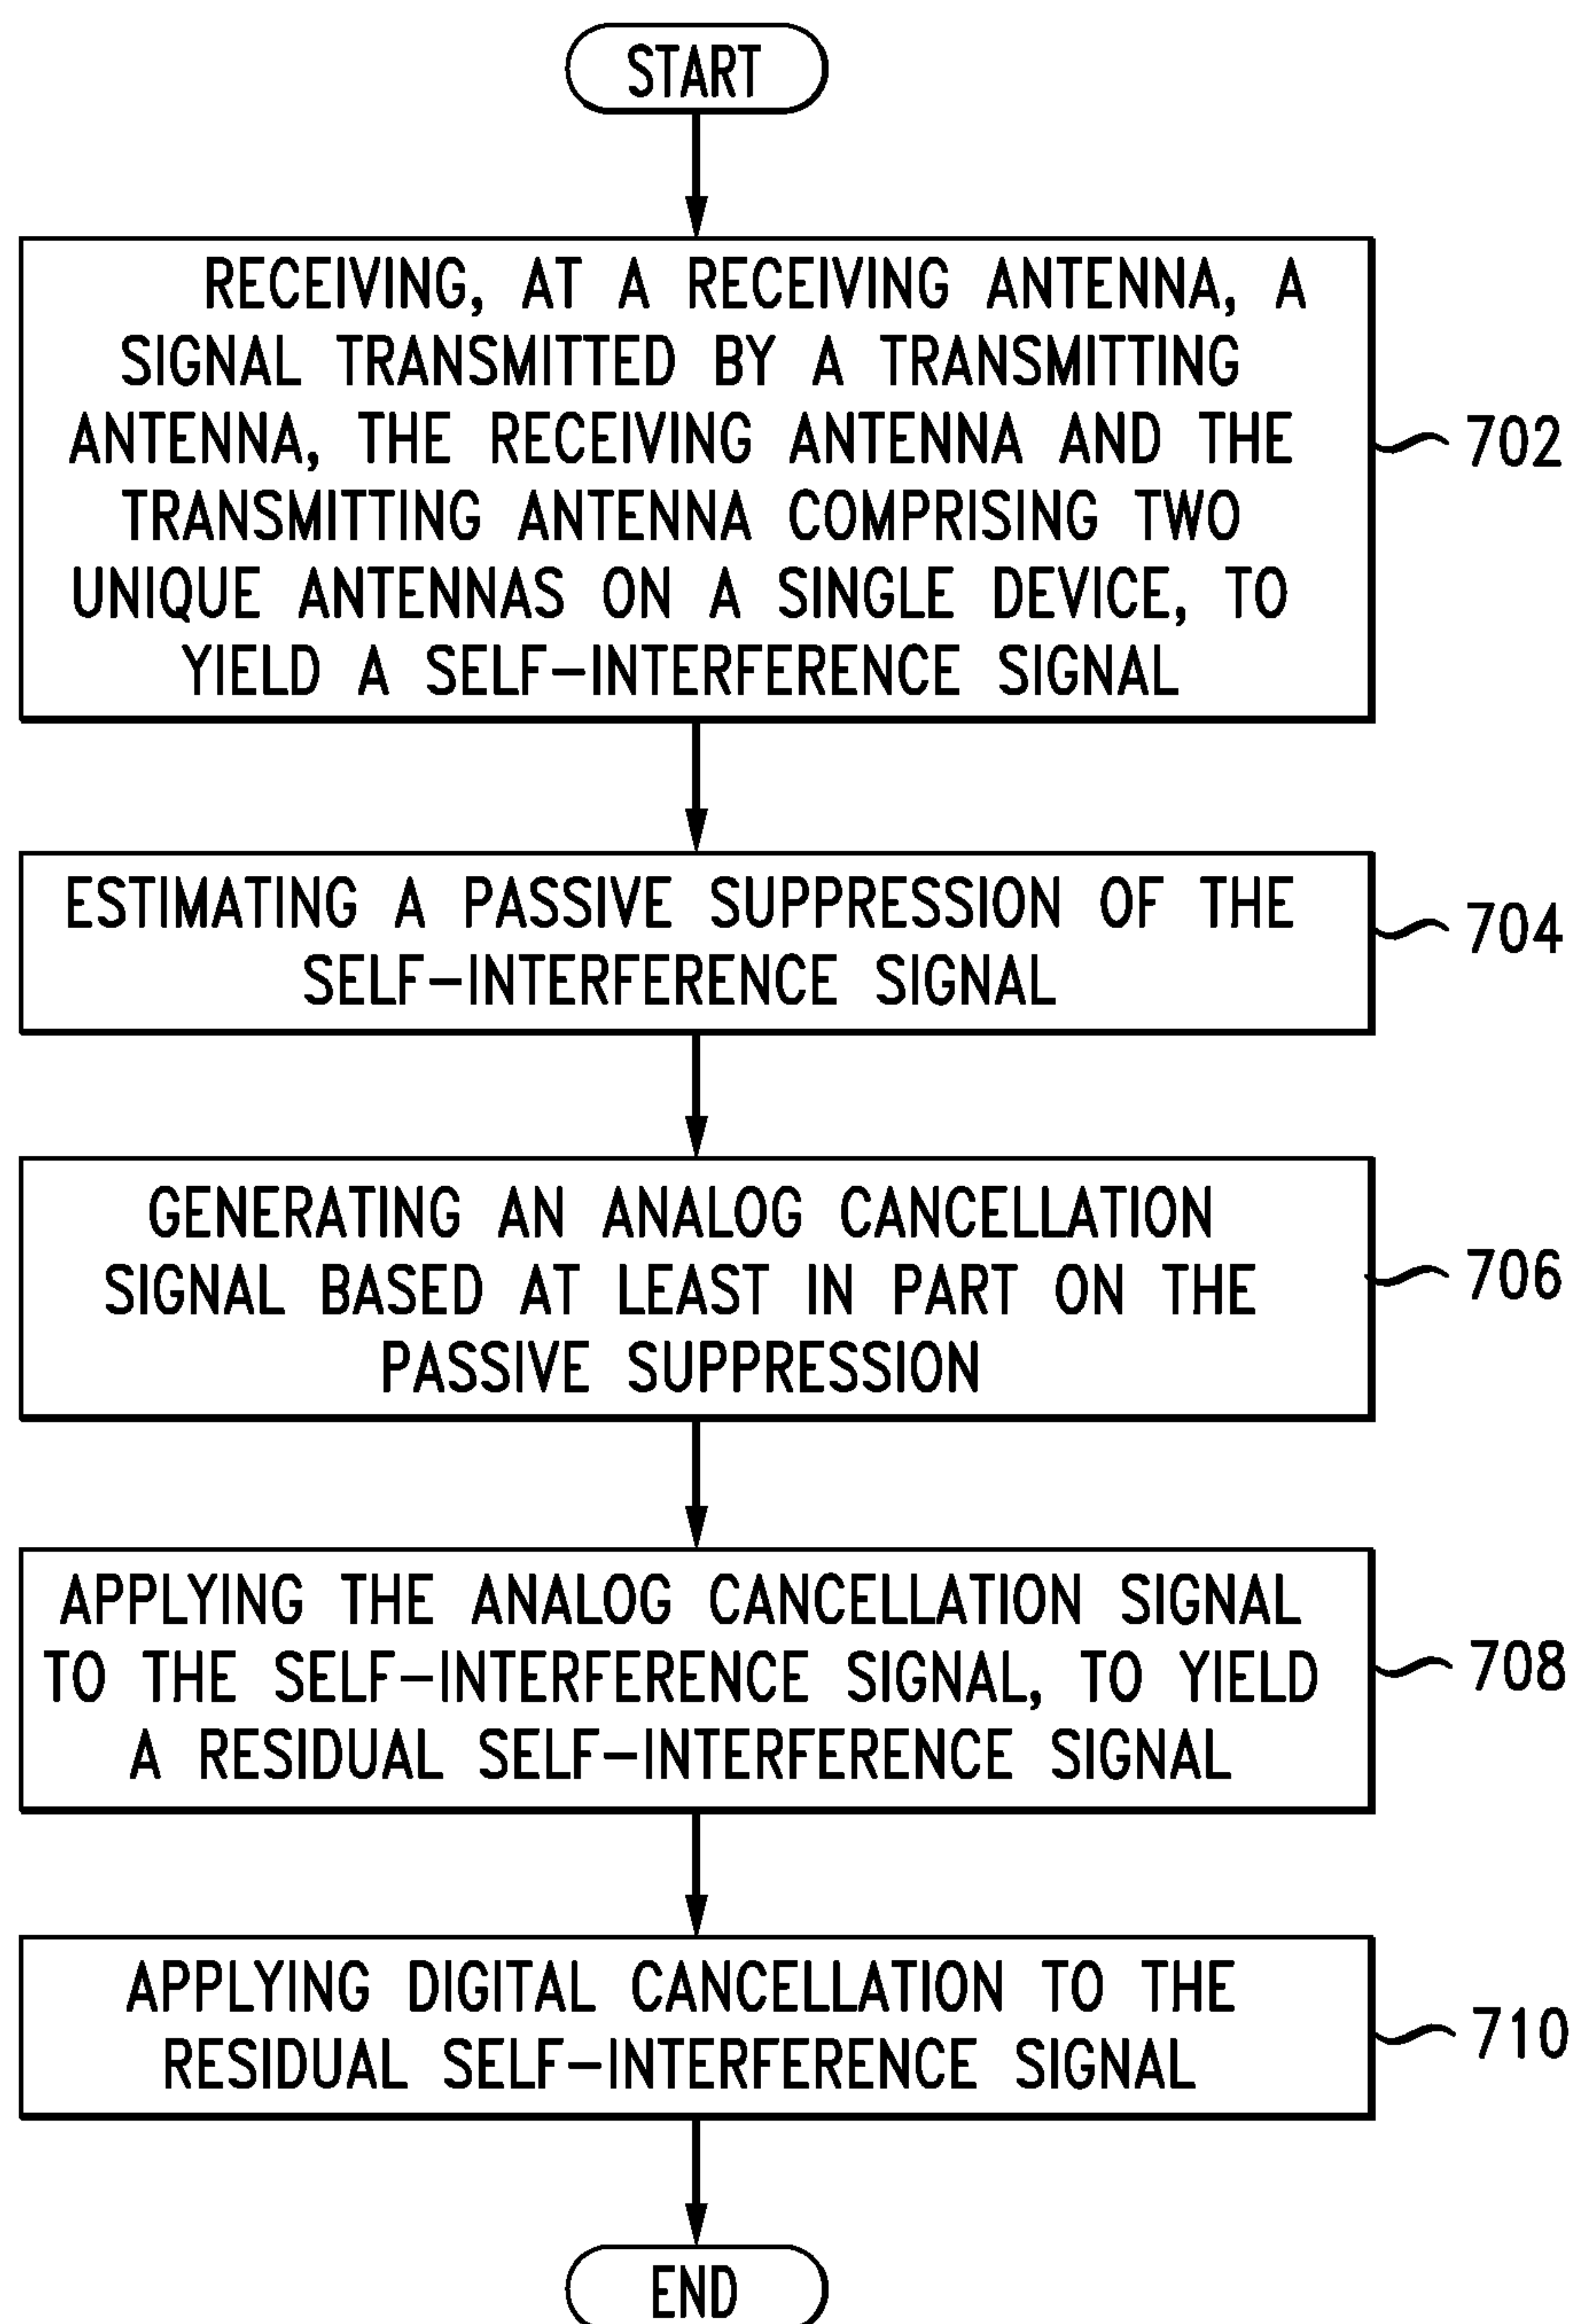 START
RECEIVING, AT A RECEIVING ANTENNA, A
SIGNAL TRANSMITTED BY A TRANSMITTING
ANTENNA, THE RECEIVING ANTENNA AND THE
TRANSMITTING ANTENNA COMPRISING TWO
UNIQUE ANTENNAS ON A SINGLE DEVICE, TO
YIELD A SELF-INTERFERENCE SIGNAL
702
ESTIMATING A PASSIVE SUPPRESSION OF THE
SELF-INTERFERENCE SIGNAL
704
GENERATING AN ANALOG CANCELLATION
SIGNAL BASED AT LEAST IN PART ON THE
PASSIVE SUPPRESSION
706
APPLYING THE ANALOG CANCELLATION SIGNAL
TO THE SELF-INTERFERENCE SIGNAL, TO YIELD
A RESIDUAL SELF-INTERFERENCE SIGNAL
708
APPLYING DIGITAL CANCELLATION TO THE
RESIDUAL SELF-INTERFERENCE SIGNAL
710
END